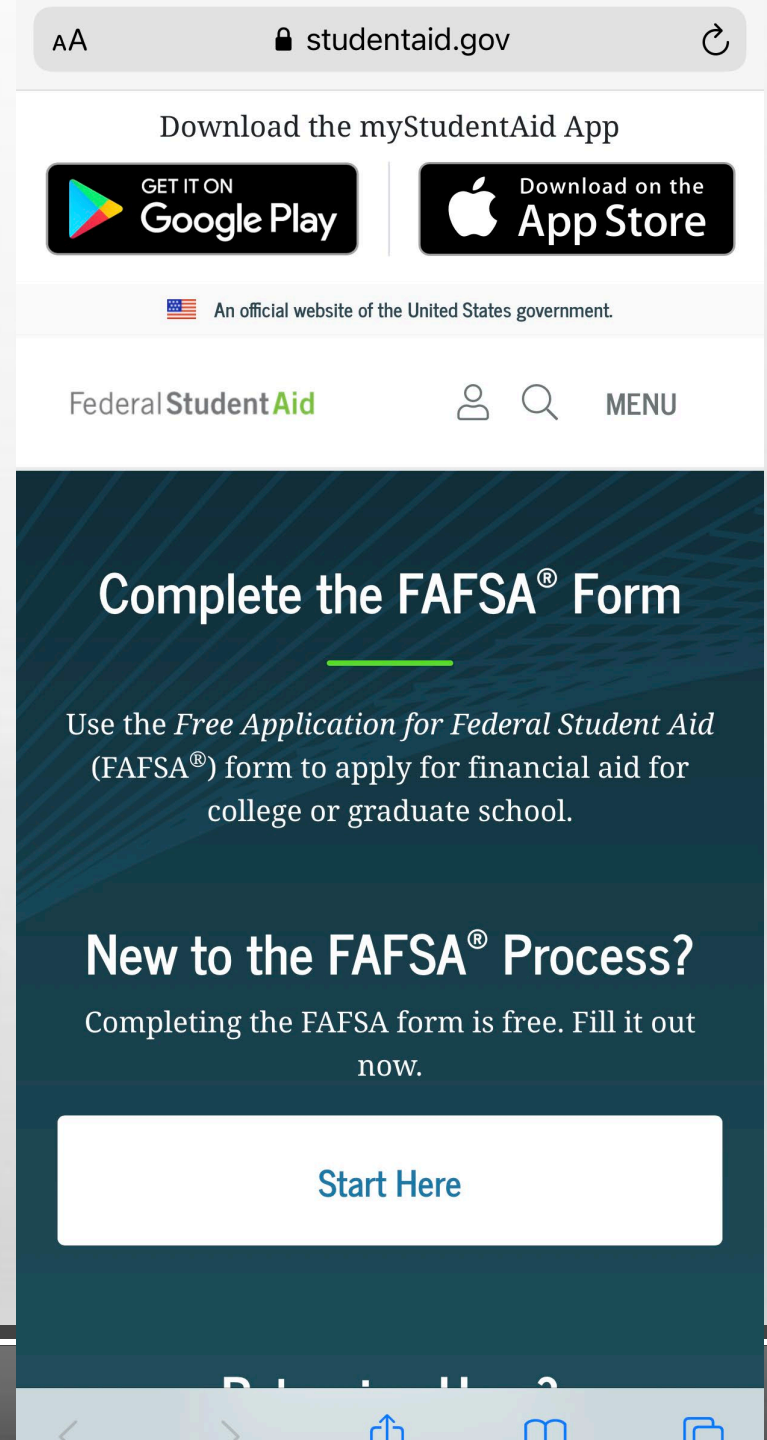 AA studentaid.gov
Download the myStudentAid App
GET IT ON
Google Play
Download on the
App Store
An official website of the United States government.
Federal Student Aid MENU
Complete the FAFSA® Form
Use the Free Application for Federal Student Aid
(FAFSA®) form to apply for financial aid for
college or graduate school.
New to the FAFSA® Process?
Completing the FAFSA form is free. Fill it out
now.
Start Here